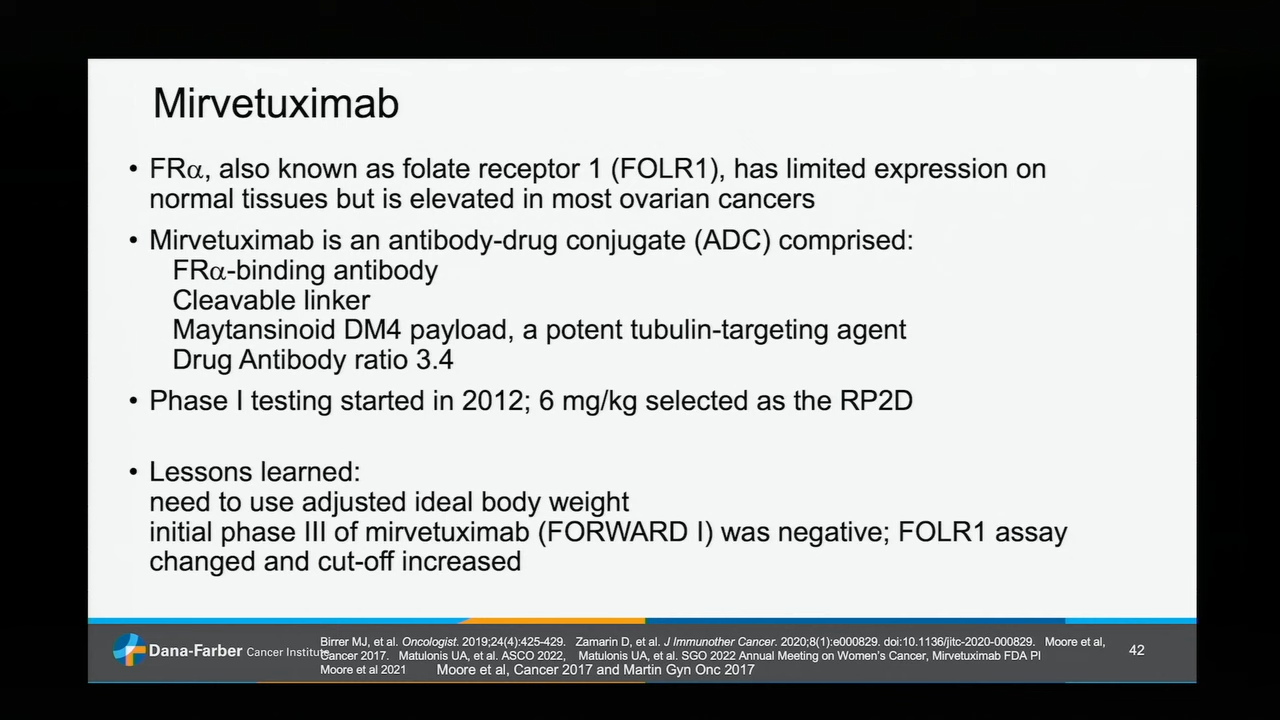 Mirvetuximab
• FRα, also known as folate receptor 1 (FOLR1), has limited expression on
normal tissues but is elevated in most ovarian cancers
• Mirvetuximab is an antibody-drug conjugate (ADC) comprised:
FRα-binding antibody
Cleavable linker
Maytansinoid DM4 payload, a potent tubulin-targeting agent
Drug Antibody ratio 3.4
• Phase I testing started in 2012; 6 mg/kg selected as the RP2D
• Lessons learned:
need to use adjusted ideal body weight
initial phase III of mirvetuximab (FORWARD I) was negative; FOLR1 assay
changed and cut-off increased
Dana-Farber Cancer Institute
Birrer MJ, et al. Oncologist. 2019;24(4):425-429. Zamarin D, et al. J Immunother Cancer. 2020;8(1):e000829. doi:10.1136/jitc-2020-000829. Moore et al,
Cancer 2017. Matulonis UA, et al. ASCO 2022, Matulonis UA, et al. SGO 2022 Annual Meeting on Women's Cancer, Mirvetuximab FDA PI
Moore et al 2021 Moore et al, Cancer 2017 and Martin Gyn Onc 2017
42